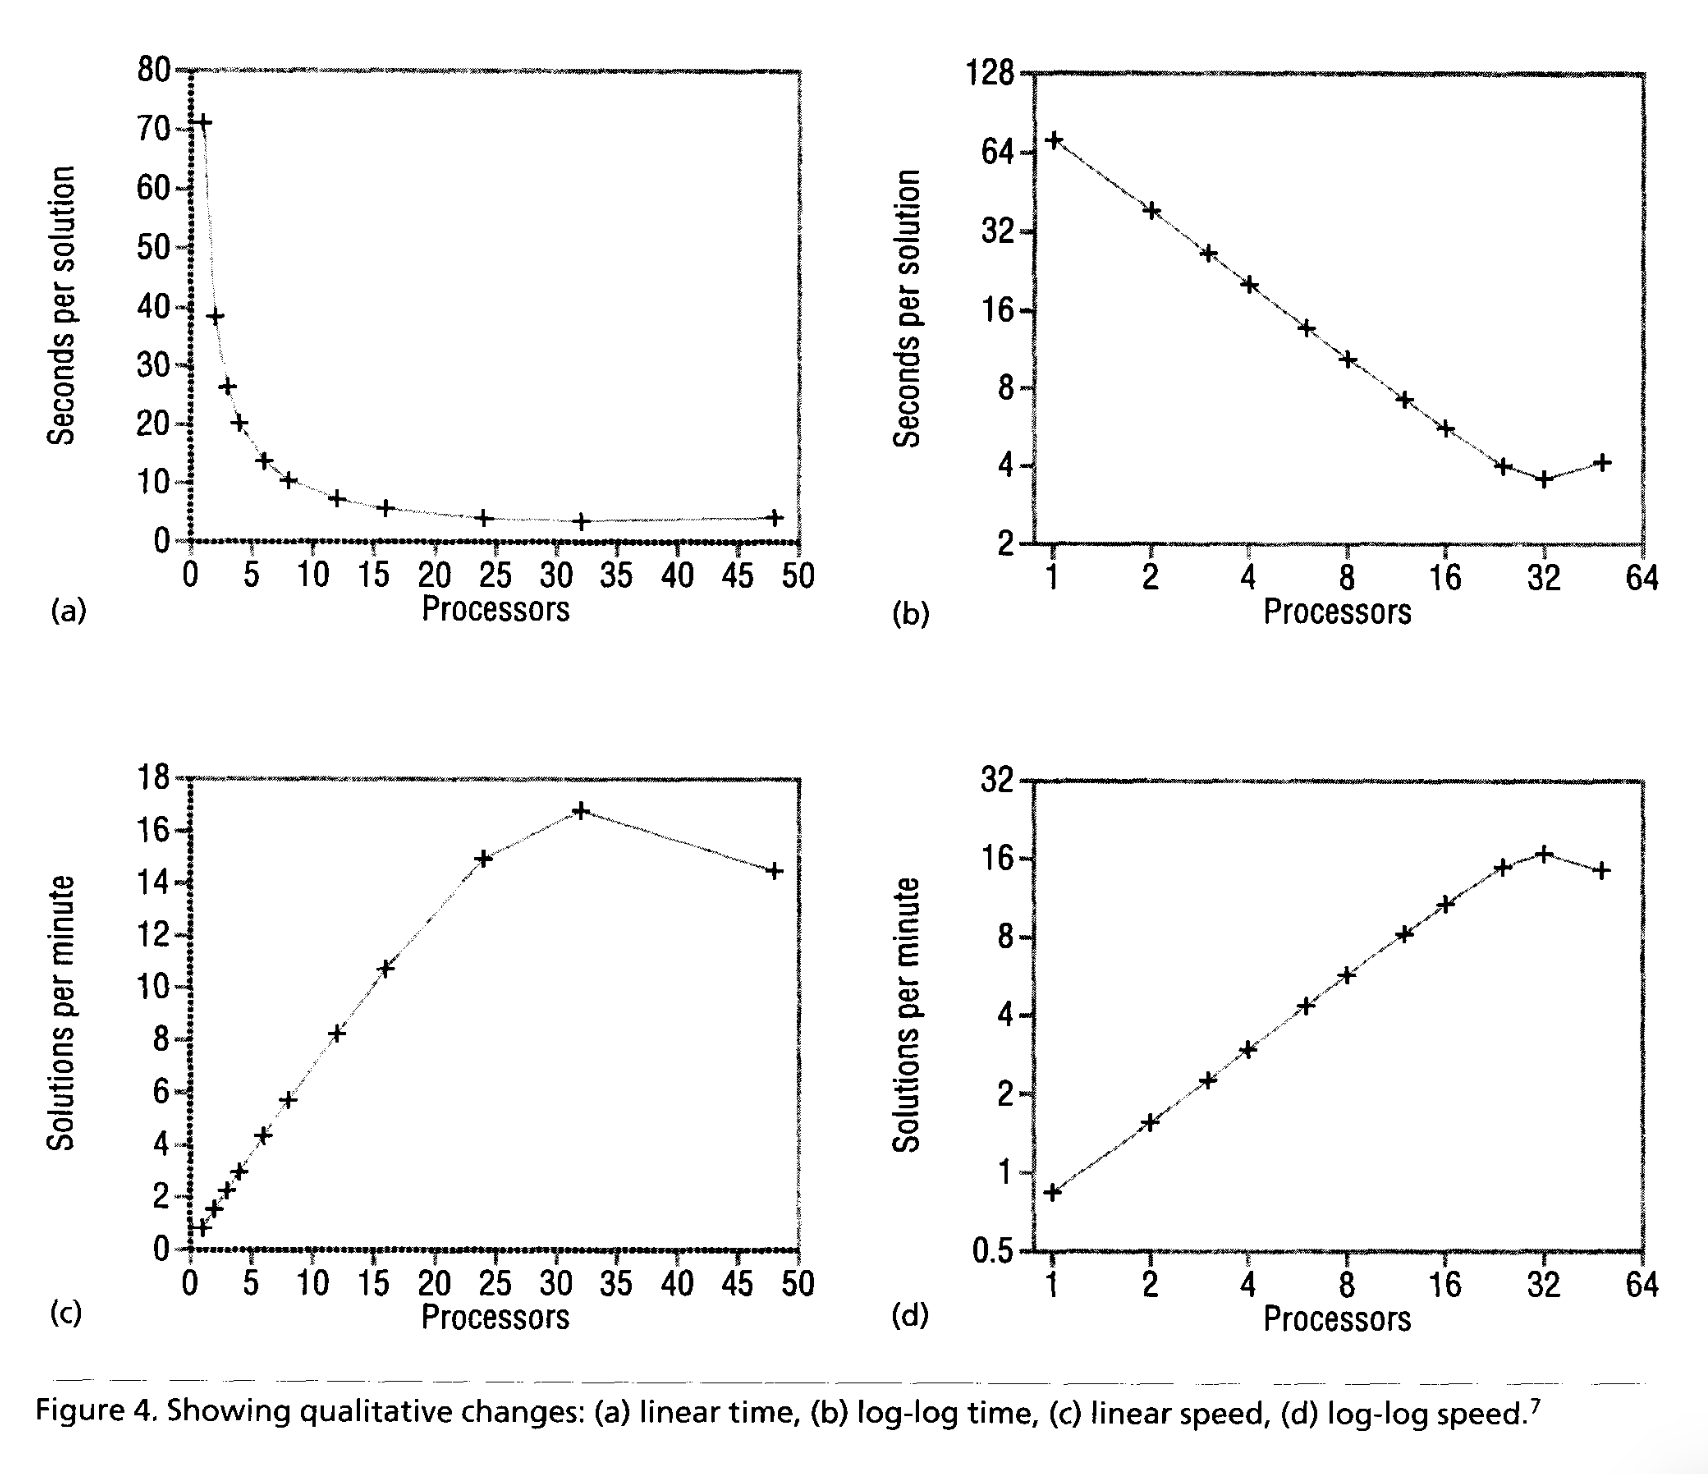 80
70
60
50
40
30
20
10
0
Seconds per solution
0 5 10 15 20 25 30 35 40 45 50
Processors
(a)
128
64
32
16
8
4
2
Seconds per solution
1 2 4 8 16 32 64
Processors
(b)
18
16
14
12
10
8
6
4
2
0
Solutions per minute
0 5 10 15 20 25 30 35 40 45 50
Processors
(c)
32
16
8
4
2
1
0.5
Solutions per minute
1 2 4 8 16 32 64
Processors
(d)
Figure 4. Showing qualitative changes: (a) linear time, (b) log-log time, (c) linear speed, (d) log-log speed.⁷